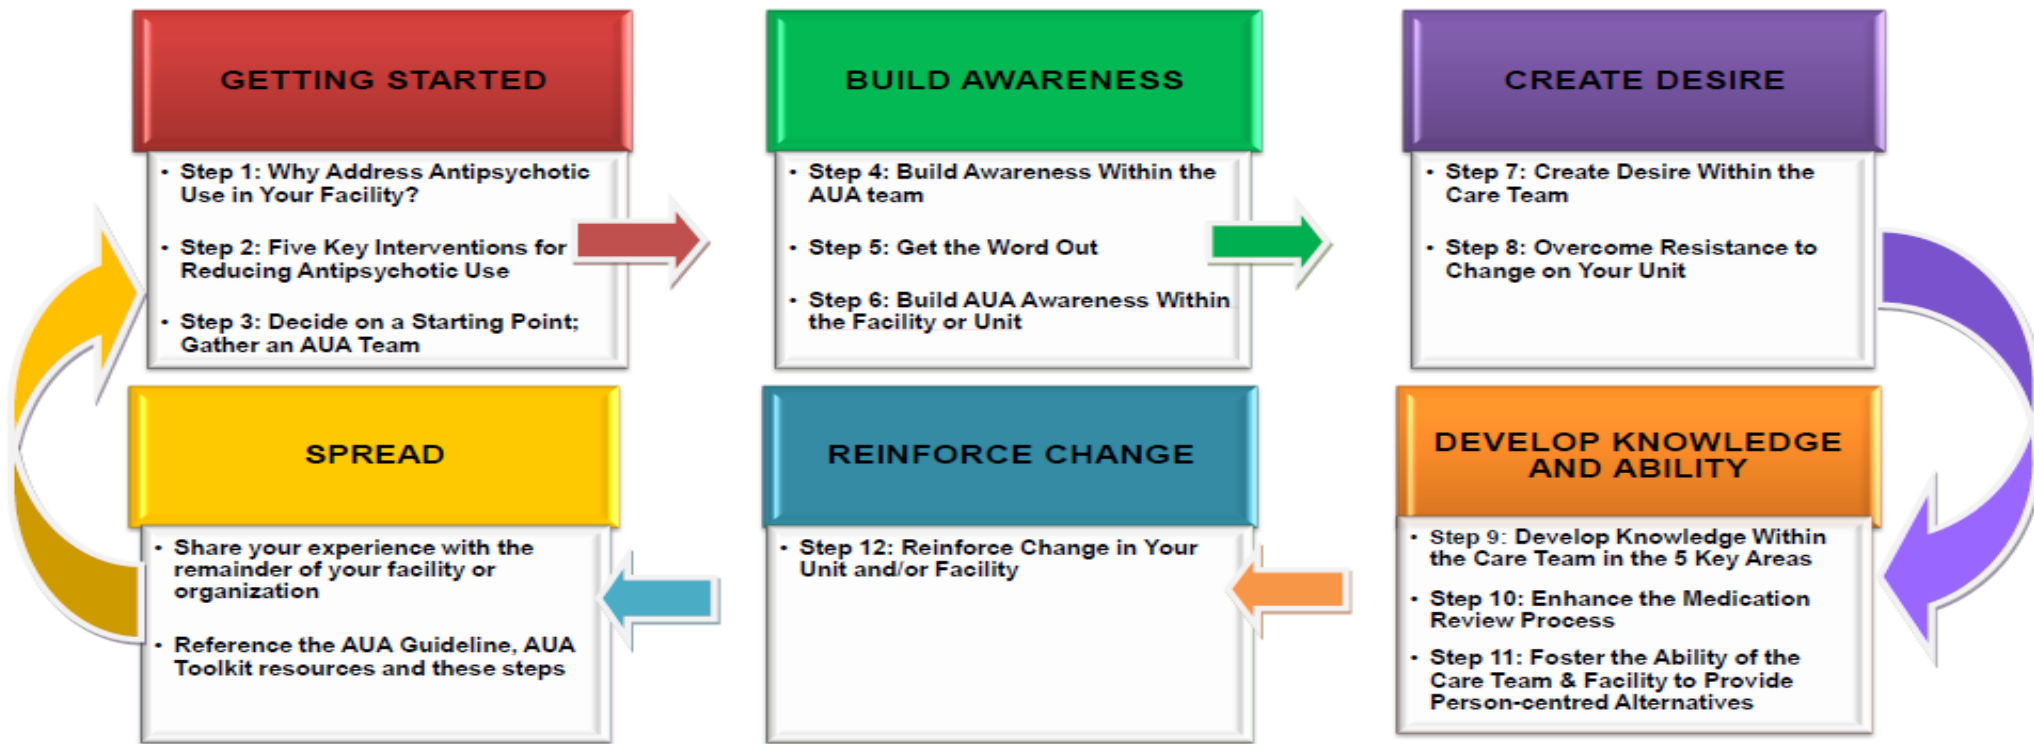 GETTING STARTED
• Step 1: Why Address Antipsychotic
Use in Your Facility?
• Step 2: Five Key Interventions for
Reducing Antipsychotic Use
• Step 3: Decide on a Starting Point;
Gather an AUA Team
BUILD AWARENESS
• Step 4: Build Awareness Within the
AUA team
• Step 5: Get the Word Out
• Step 6: Build AUA Awareness Within
the Facility or Unit
CREATE DESIRE
• Step 7: Create Desire Within the
Care Team
• Step 8: Overcome Resistance to
Change on Your Unit
DEVELOP KNOWLEDGE
AND ABILITY
• Step 9: Develop Knowledge Within
the Care Team in the 5 Key Areas
• Step 10: Enhance the Medication
Review Process
• Step 11: Foster the Ability of the
Care Team & Facility to Provide
Person-centred Alternatives
REINFORCE CHANGE
• Step 12: Reinforce Change in Your
Unit and/or Facility
SPREAD
• Share your experience with the
remainder of your facility or
organization
• Reference the AUA Guideline, AUA
Toolkit resources and these steps